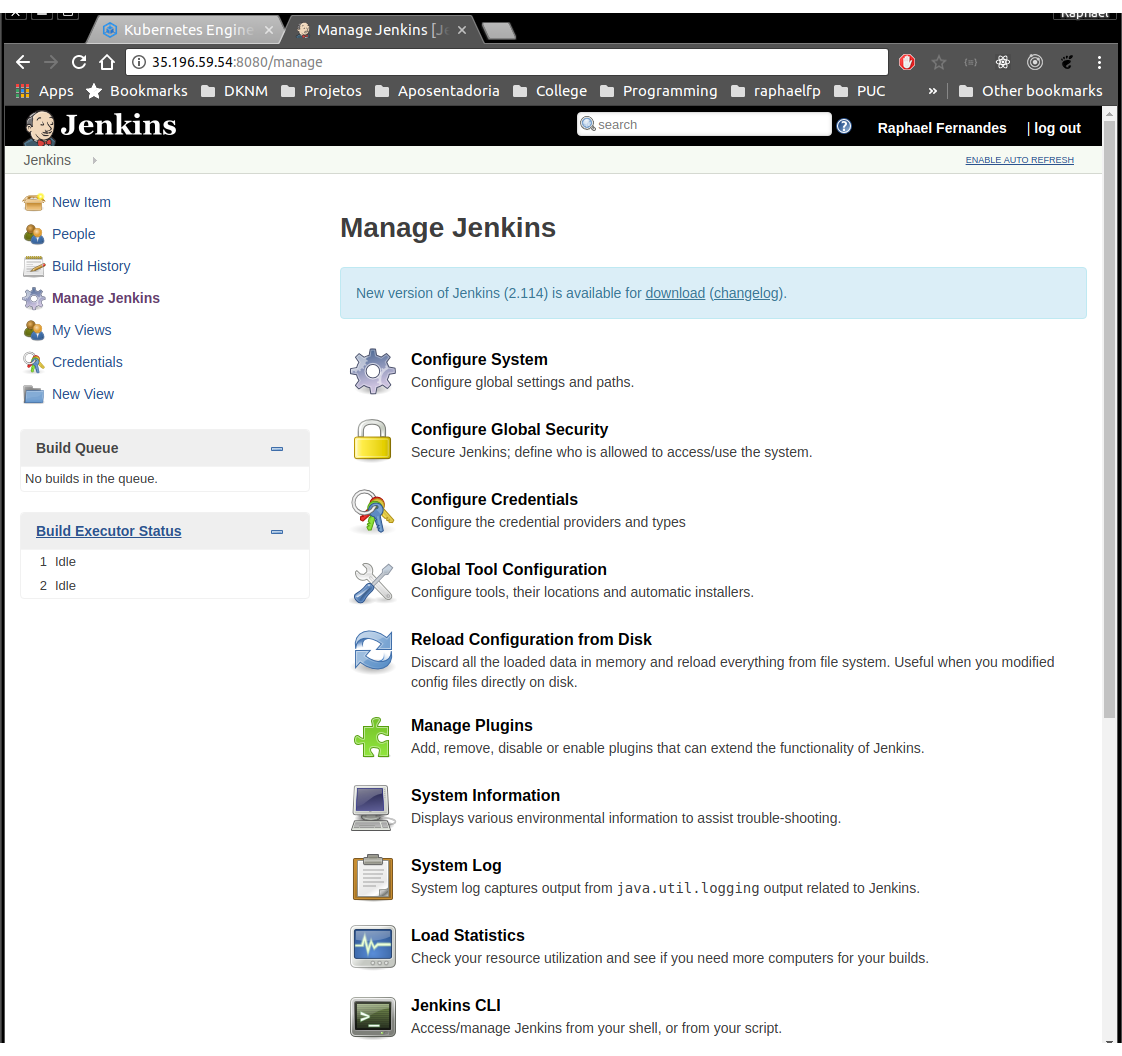 Raphael
Kubernetes Engine
Manage Jenkins [Je
35.196.59.54:8080/manage
Apps Bookmarks DKNM Projetos Aposentadoria College Programming raphaelfp PUC » Other bookmarks
Jenkins
search
Raphael Fernandes | log out
Jenkins
ENABLE AUTO REFRESH
New Item
People
Build History
Manage Jenkins
My Views
Credentials
New View
Build Queue
No builds in the queue.
Build Executor Status
1 Idle
2 Idle
Manage Jenkins
New version of Jenkins (2.114) is available for download (changelog).
Configure System
Configure global settings and paths.
Configure Global Security
Secure Jenkins; define who is allowed to access/use the system.
Configure Credentials
Configure the credential providers and types
Global Tool Configuration
Configure tools, their locations and automatic installers.
Reload Configuration from Disk
Discard all the loaded data in memory and reload everything from file system. Useful when you modified
config files directly on disk.
Manage Plugins
Add, remove, disable or enable plugins that can extend the functionality of Jenkins.
System Information
Displays various environmental information to assist trouble-shooting.
System Log
System log captures output from java.util.logging output related to Jenkins.
Load Statistics
Check your resource utilization and see if you need more computers for your builds.
Jenkins CLI
Access/manage Jenkins from your shell, or from your script.